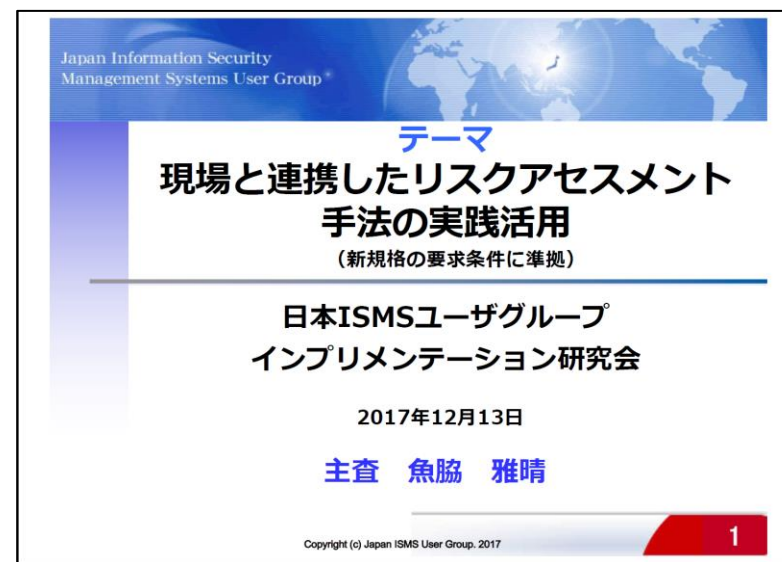 Japan Information Security
Management Systems User Group
テーマ
現場と連携したリスクアセスメント
手法の実践活用
（新規格の要求条件に準拠）
日本ISMSユーザグループ
インプリメンテーション研究会
2017年12月13日
主査　魚脇　雅晴
Copyright (c) Japan ISMS User Group. 2017
1